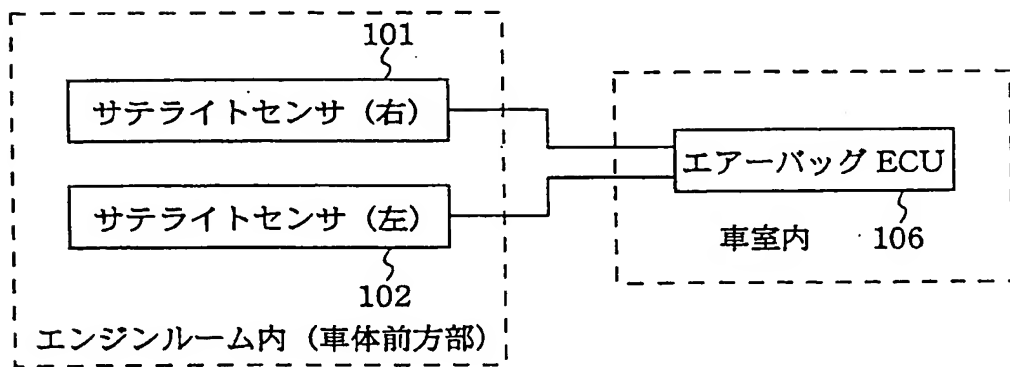 101
サテライトセンサ（右）
サテライトセンサ（左）
102
エンジンルーム内（車体前方部）
エアーバッグ ECU
車室内 106